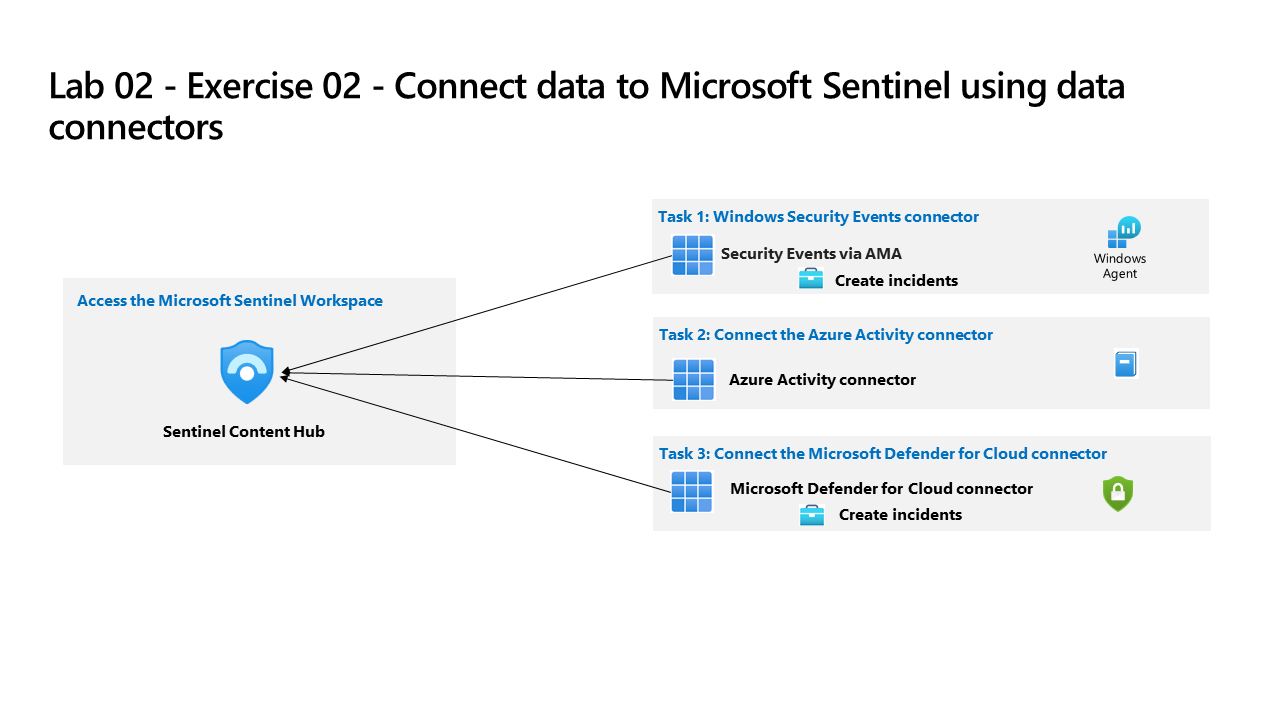 Lab 02 - Exercise 02 - Connect data to Microsoft Sentinel using data
connectors
Access the Microsoft Sentinel Workspace
Sentinel Content Hub
Task 1: Windows Security Events connector
Security Events via AMA
Create incidents
Windows
Agent
Task 2: Connect the Azure Activity connector
Azure Activity connector
Task 3: Connect the Microsoft Defender for Cloud connector
Microsoft Defender for Cloud connector
Create incidents